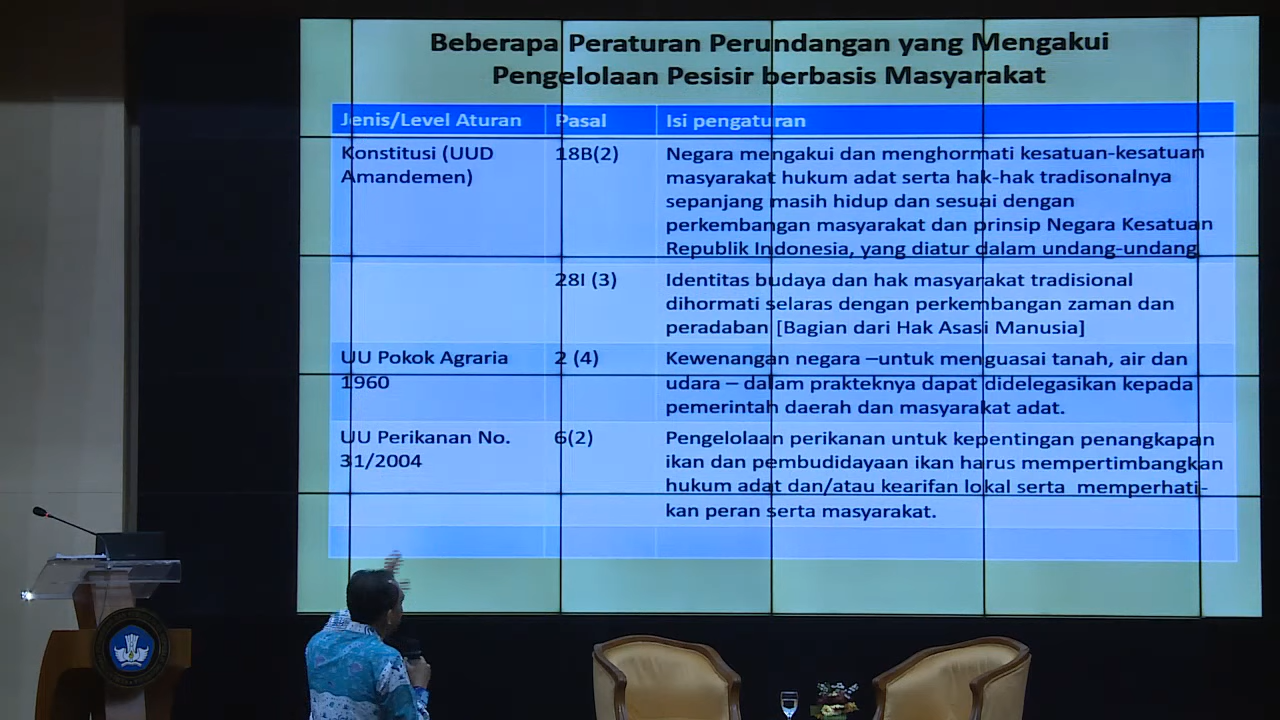 Beberapa Peraturan Perundangan yang Mengakui
Pengelolaan Pesisir berbasis Masyarakat
Jenis/Level Aturan Pasal Isi pengaturan
Konstitusi (UUD
Amandemen)
18B(2)
Negara mengakui dan menghormati kesatuan-kesatuan
masyarakat hukum adat serta hak-hak tradisonalnya
sepanjang masih hidup dan sesuai dengan
perkembangan masyarakat dan prinsip Negara Kesatuan
Republik Indonesia, yang diatur dalam undang-undang
28I (3)
Identitas budaya dan hak masyarakat tradisional
dihormati selaras dengan perkembangan zaman dan
peradaban [Bagian dari Hak Asasi Manusia]
UU Pokok Agraria
1960
2 (4)
Kewenangan negara –untuk menguasai tanah, air dan
udara – dalam prakteknya dapat didelegasikan kepada
pemerintah daerah dan masyarakat adat.
UU Perikanan No.
31/2004
6(2)
Pengelolaan perikanan untuk kepentingan penangkapan
ikan dan pembudidayaan ikan harus mempertimbangkan
hukum adat dan/atau kearifan lokal serta memperhati-
kan peran serta masyarakat.